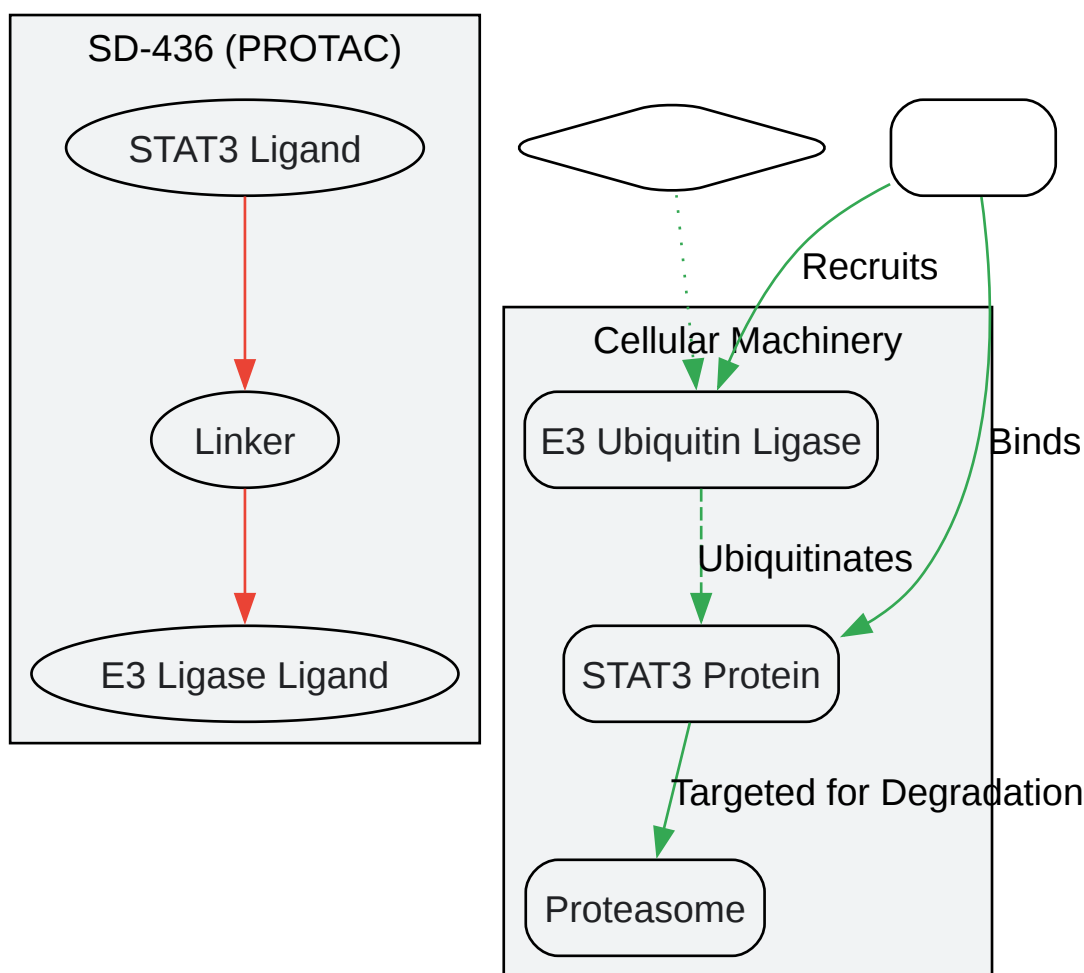 SD-436 (PROTAC)
STAT3 Ligand
Linker
E3 Ligase Ligand
Recruits
Cellular Machinery
E3 Ubiquitin Ligase
Binds
Ubiquitinates
STAT3 Protein
Targeted for Degradation
Proteasome